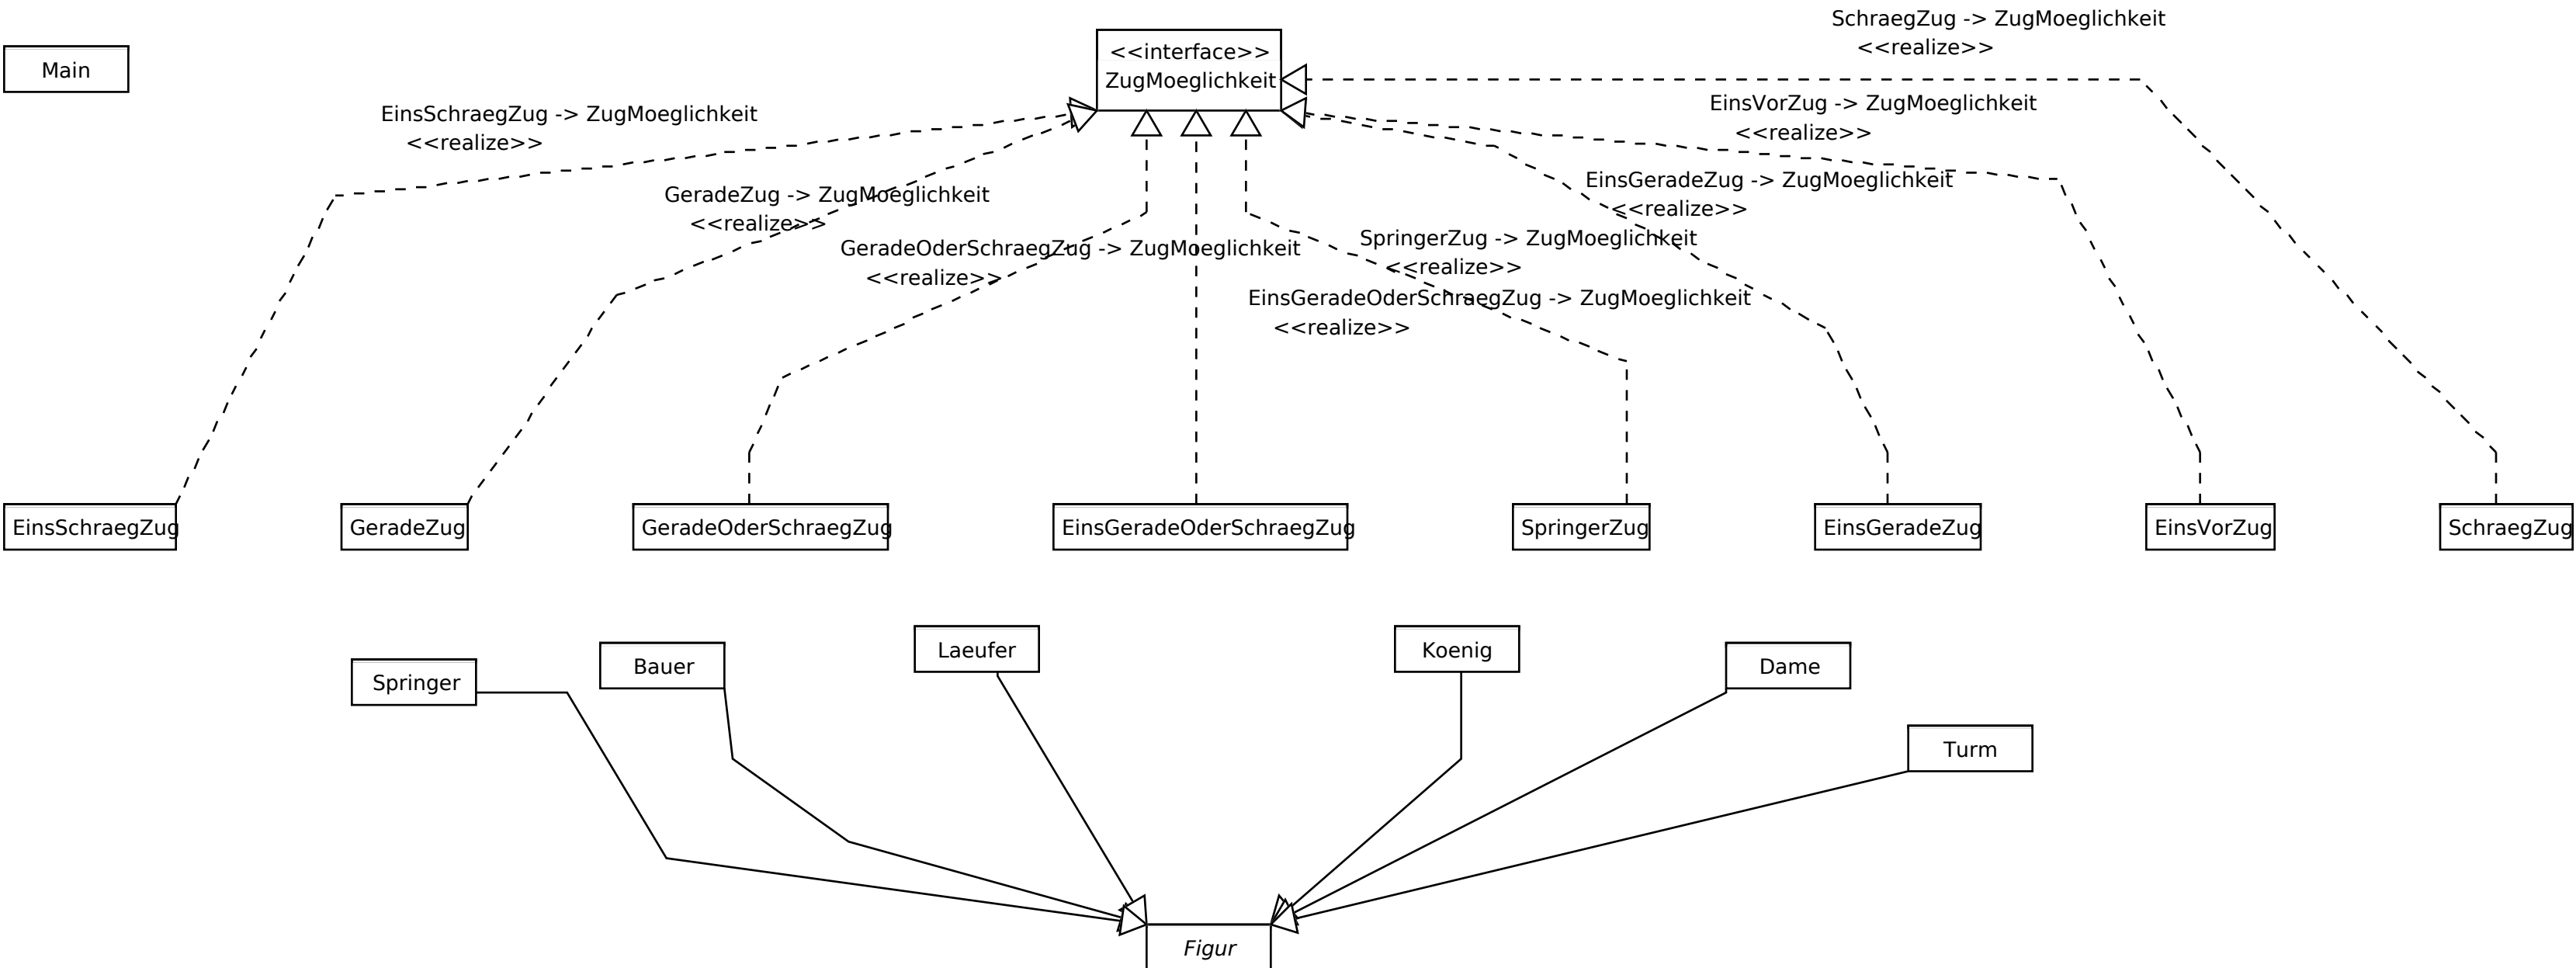 SchraegZug -> ZugMoeglichkeit
<<realize>>
Main
<<interface>>
ZugMoeglichkeit
EinsSchraegZug -> ZugMoeglichkeit
<<realize>>
EinsVorZug -> ZugMoeglichkeit
<<realize>>
GeradeZug -> ZugMoeglichkeit
<<realize>>
EinsGeradeZug -> ZugMoeglichkeit
<<realize>>
GeradeOderSchraegZug -> ZugMoeglichkeit
<<realize>>
SpringerZug -> ZugMoeglichkeit
<<realize>>
EinsGeradeOderSchraegZug -> ZugMoeglichkeit
<<realize>>
EinsSchraegZug
GeradeZug
GeradeOderSchraegZug
EinsGeradeOderSchraegZug
SpringerZug
EinsGeradeZug
EinsVorZug
SchraegZug
Springer
Bauer
Laeufer
Koenig
Dame
Turm
Figur